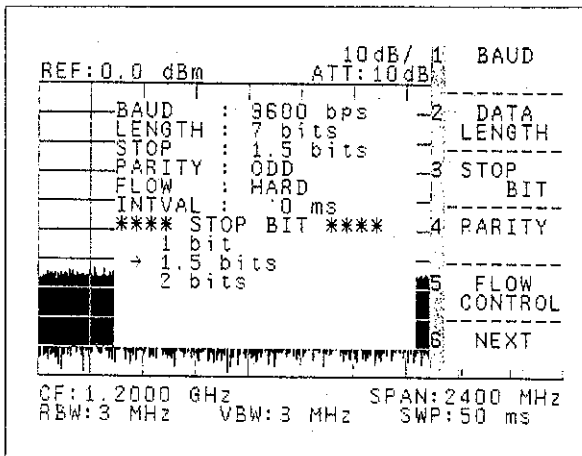 10dB/
REF:0.0 dBm ATT:10dB
BAUD : 9600 bps
LENGTH : 7 bits
STOP : 1.5 bits
PARITY : ODD
FLOW : HARD
INTVAL : 0 ms
**** STOP BIT ****
1 bit
→ 1.5 bits
2 bits
CF:1.2000 GHz SPAN:2400 MHz
RBW:3 MHz VBW:3 MHz SWP:50 ms
1 BAUD
2 DATA
LENGTH
3 STOP
BIT
4 PARITY
5 FLOW
CONTROL
6 NEXT